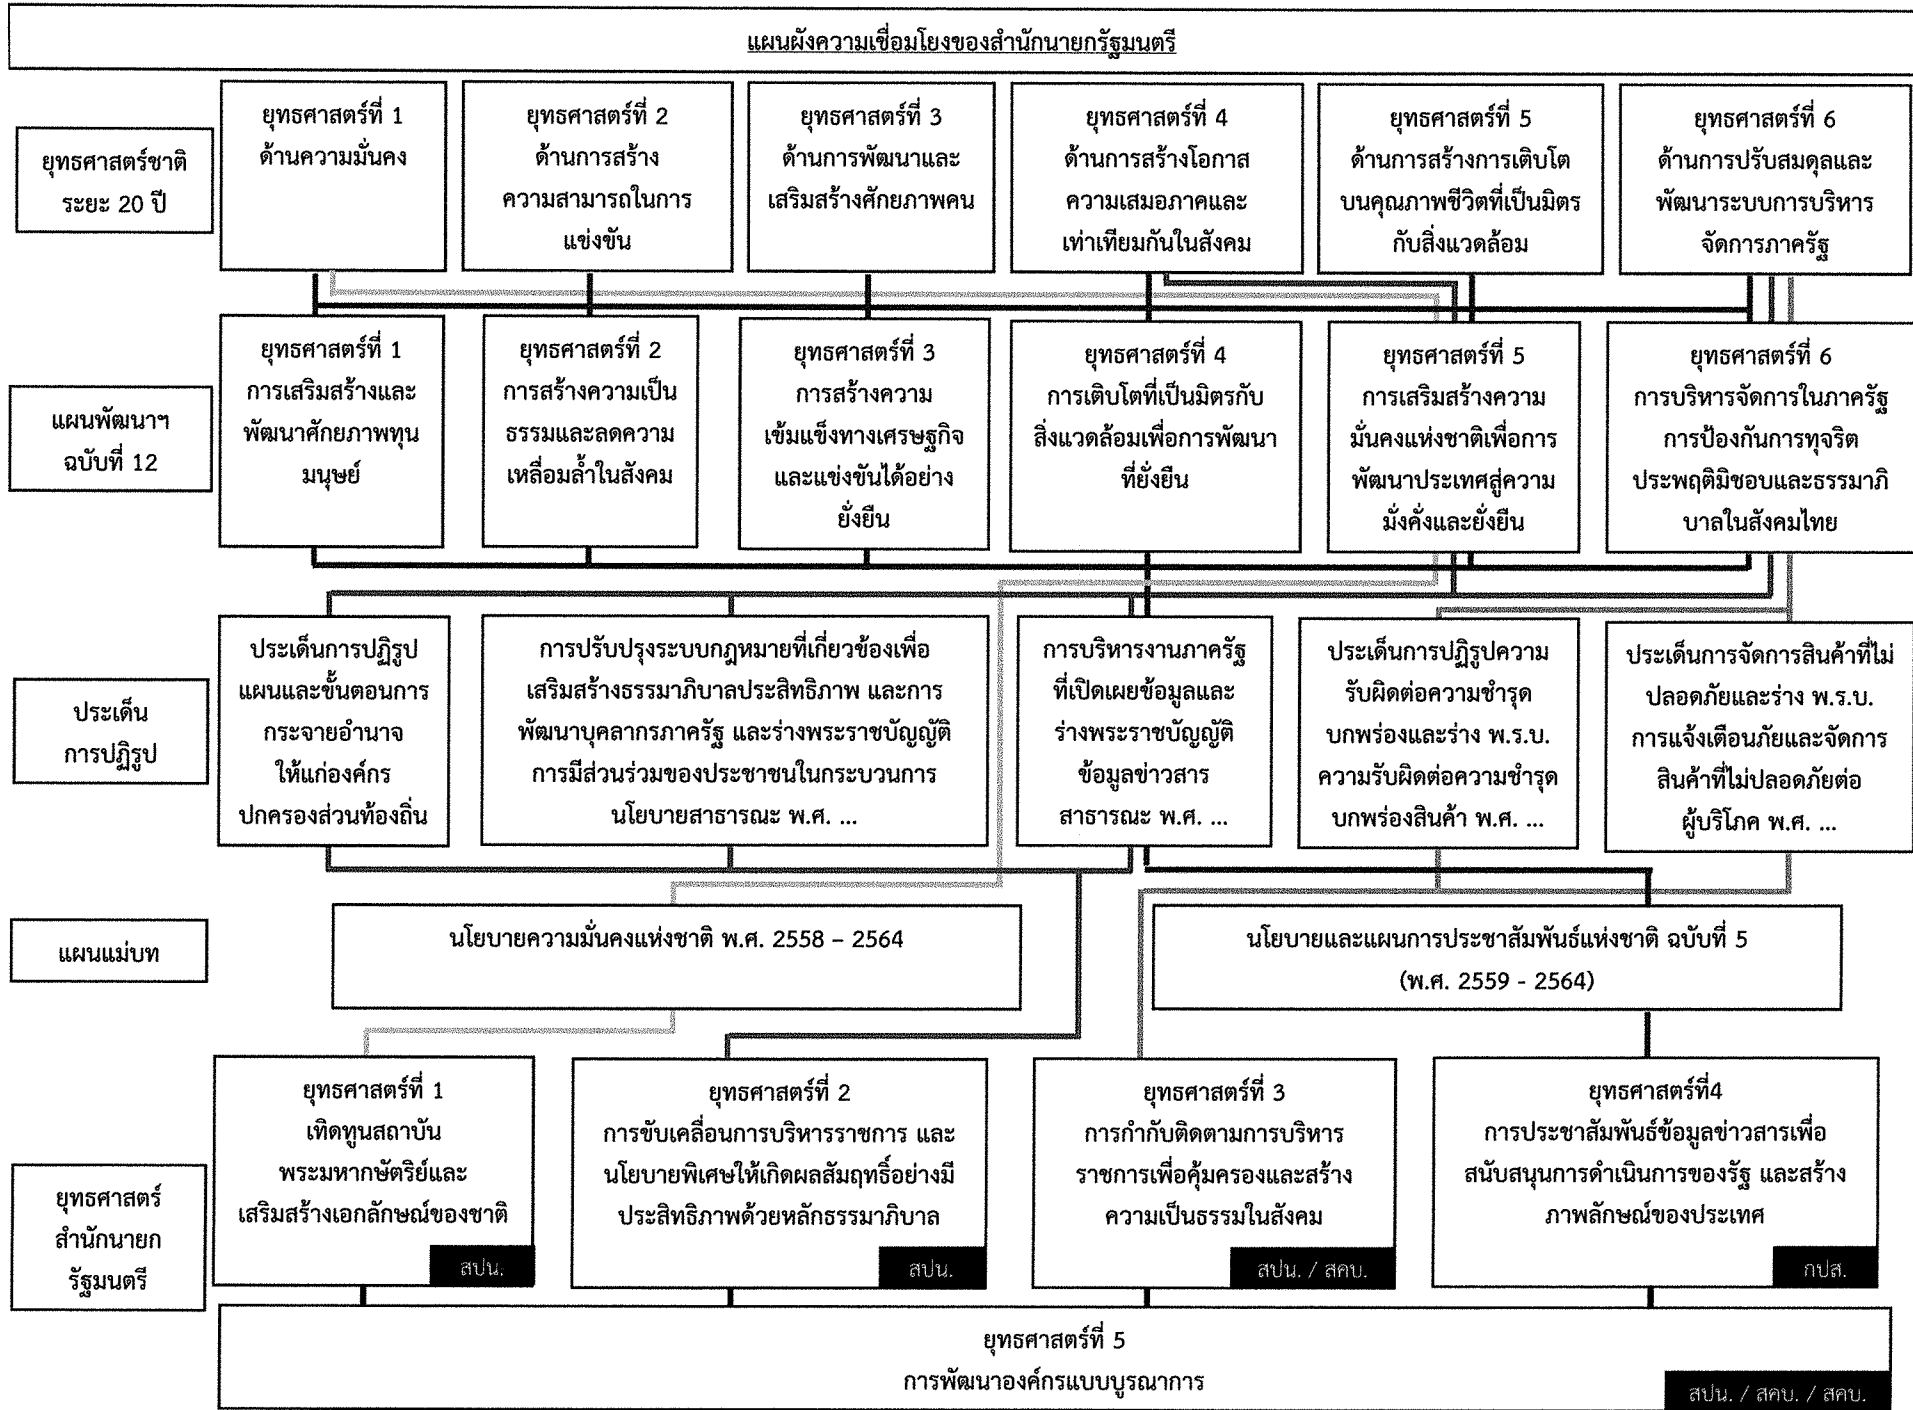 แผนผังความเชื่อมโยงของสำนักนายกรัฐมนตรี
ยุทธศาสตร์ชาติ
ระยะ 20 ปี
ยุทธศาสตร์ที่ 1
ด้านความมั่นคง
ยุทธศาสตร์ที่ 2
ด้านการสร้าง
ความสามารถในการ
แข่งขัน
ยุทธศาสตร์ที่ 3
ด้านการพัฒนาและ
เสริมสร้างศักยภาพคน
ยุทธศาสตร์ที่ 4
ด้านการสร้างโอกาส
ความเสมอภาคและ
เท่าเทียมกันในสังคม
ยุทธศาสตร์ที่ 5
ด้านการสร้างการเติบโต
บนคุณภาพชีวิตที่เป็นมิตร
กับสิ่งแวดล้อม
ยุทธศาสตร์ที่ 6
ด้านการปรับสมดุลและ
พัฒนาระบบการบริหาร
จัดการภาครัฐ
แผนพัฒนาฯ
ฉบับที่ 12
ยุทธศาสตร์ที่ 1
การเสริมสร้างและ
พัฒนาศักยภาพทุน
มนุษย์
ยุทธศาสตร์ที่ 2
การสร้างความเป็น
ธรรมและลดความ
เหลื่อมล้ำในสังคม
ยุทธศาสตร์ที่ 3
การสร้างความ
เข้มแข็งทางเศรษฐกิจ
และแข่งขันได้อย่าง
ยั่งยืน
ยุทธศาสตร์ที่ 4
การเติบโตที่เป็นมิตรกับ
สิ่งแวดล้อมเพื่อการพัฒนา
ที่ยั่งยืน
ยุทธศาสตร์ที่ 5
การเสริมสร้างความ
มั่นคงแห่งชาติเพื่อการ
พัฒนาประเทศสู่ความ
มั่งคั่งและยั่งยืน
ยุทธศาสตร์ที่ 6
การบริหารจัดการในภาครัฐ
การป้องกันการทุจริต
ประพฤติมิชอบและธรรมาภิ
บาลในสังคมไทย
ประเด็น
การปฏิรูป
ประเด็นการปฏิรูป
แผนและขั้นตอนการ
กระจายอำนาจ
ให้แก่องค์กร
ปกครองส่วนท้องถิ่น
การปรับปรุงระบบกฎหมายที่เกี่ยวข้องเพื่อ
เสริมสร้างธรรมาภิบาลประสิทธิภาพ และการ
พัฒนาบุคลากรภาครัฐ และร่างพระราชบัญญัติ
การมีส่วนร่วมของประชาชนในกระบวนการ
นโยบายสาธารณะ พ.ศ. ...
การบริหารงานภาครัฐ
ที่เปิดเผยข้อมูลและ
ร่างพระราชบัญญัติ
ข้อมูลข่าวสาร
สาธารณะ พ.ศ. ...
ประเด็นการปฏิรูปความ
รับผิดต่อความชำรุด
บกพร่องและร่าง พ.ร.บ.
ความรับผิดต่อความชำรุด
บกพร่องสินค้า พ.ศ. ...
ประเด็นการจัดการสินค้าที่ไม่
ปลอดภัยและร่าง พ.ร.บ.
การแจ้งเตือนภัยและจัดการ
สินค้าที่ไม่ปลอดภัยต่อ
ผู้บริโภค พ.ศ. ...
แผนแม่บท
นโยบายความมั่นคงแห่งชาติ พ.ศ. 2558 – 2564
นโยบายและแผนการประชาสัมพันธ์แห่งชาติ ฉบับที่ 5
(พ.ศ. 2559 - 2564)
ยุทธศาสตร์
สำนักนายก
รัฐมนตรี
ยุทธศาสตร์ที่ 1
เทิดทูนสถาบัน
พระมหากษัตริย์และ
เสริมสร้างเอกลักษณ์ของชาติ
สปน.
ยุทธศาสตร์ที่ 2
การขับเคลื่อนการบริหารราชการ และ
นโยบายพิเศษให้เกิดผลสัมฤทธิ์อย่างมี
ประสิทธิภาพด้วยหลักธรรมาภิบาล
สปน.
ยุทธศาสตร์ที่ 3
การกำกับติดตามการบริหาร
ราชการเพื่อคุ้มครองและสร้าง
ความเป็นธรรมในสังคม
สปน. / สคบ.
ยุทธศาสตร์ที่4
การประชาสัมพันธ์ข้อมูลข่าวสารเพื่อ
สนับสนุนการดำเนินการของรัฐ และสร้าง
ภาพลักษณ์ของประเทศ
กปส.
ยุทธศาสตร์ที่ 5
การพัฒนาองค์กรแบบบูรณาการ
สปน. / สคบ. / สคบ.